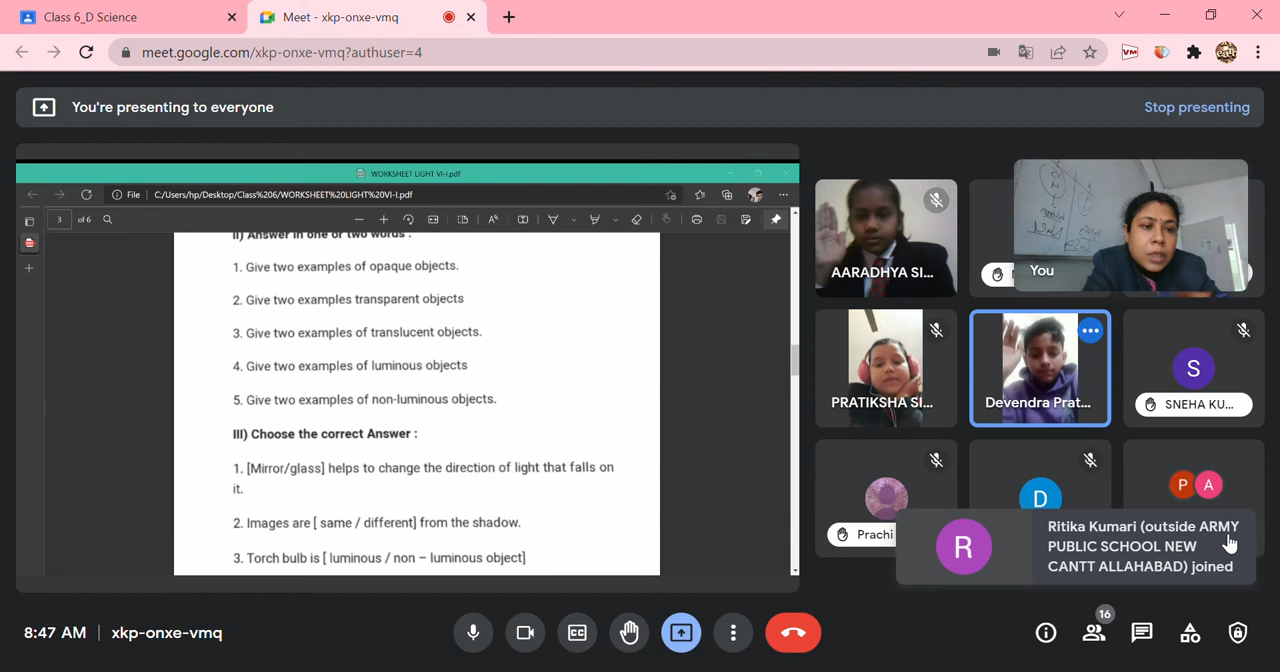 Class 6_D Science
Meet - xkp-onxe-vmq
meet.google.com/xkp-onxe-vmq?authuser=4
You're presenting to everyone
Stop presenting
WORKSHEET LIGHT VI-I.pdf
File
C:/Users/hp/Desktop/Class%206/WORKSHEET%20LIGHT%20VI-I.pdf
3 of 6
II) Answer in one or two words :
1. Give two examples of opaque objects.
2. Give two examples transparent objects
3. Give two examples of translucent objects.
4. Give two examples of luminous objects
5. Give two examples of non-luminous objects.
III) Choose the correct Answer :
1. [Mirror/glass] helps to change the direction of light that falls on
it.
2. Images are [ same / different] from the shadow.
3. Torch bulb is [ luminous / non – luminous object]
AARADHYA SI...
You
PRATIKSHA SI...
Devendra Prat...
S
SNEHA KU...
Prachi
D
P A
R
Ritika Kumari (outside ARMY
PUBLIC SCHOOL NEW
CANTT ALLAHABAD) joined
8:47 AM
xkp-onxe-vmq
16
VM
CC